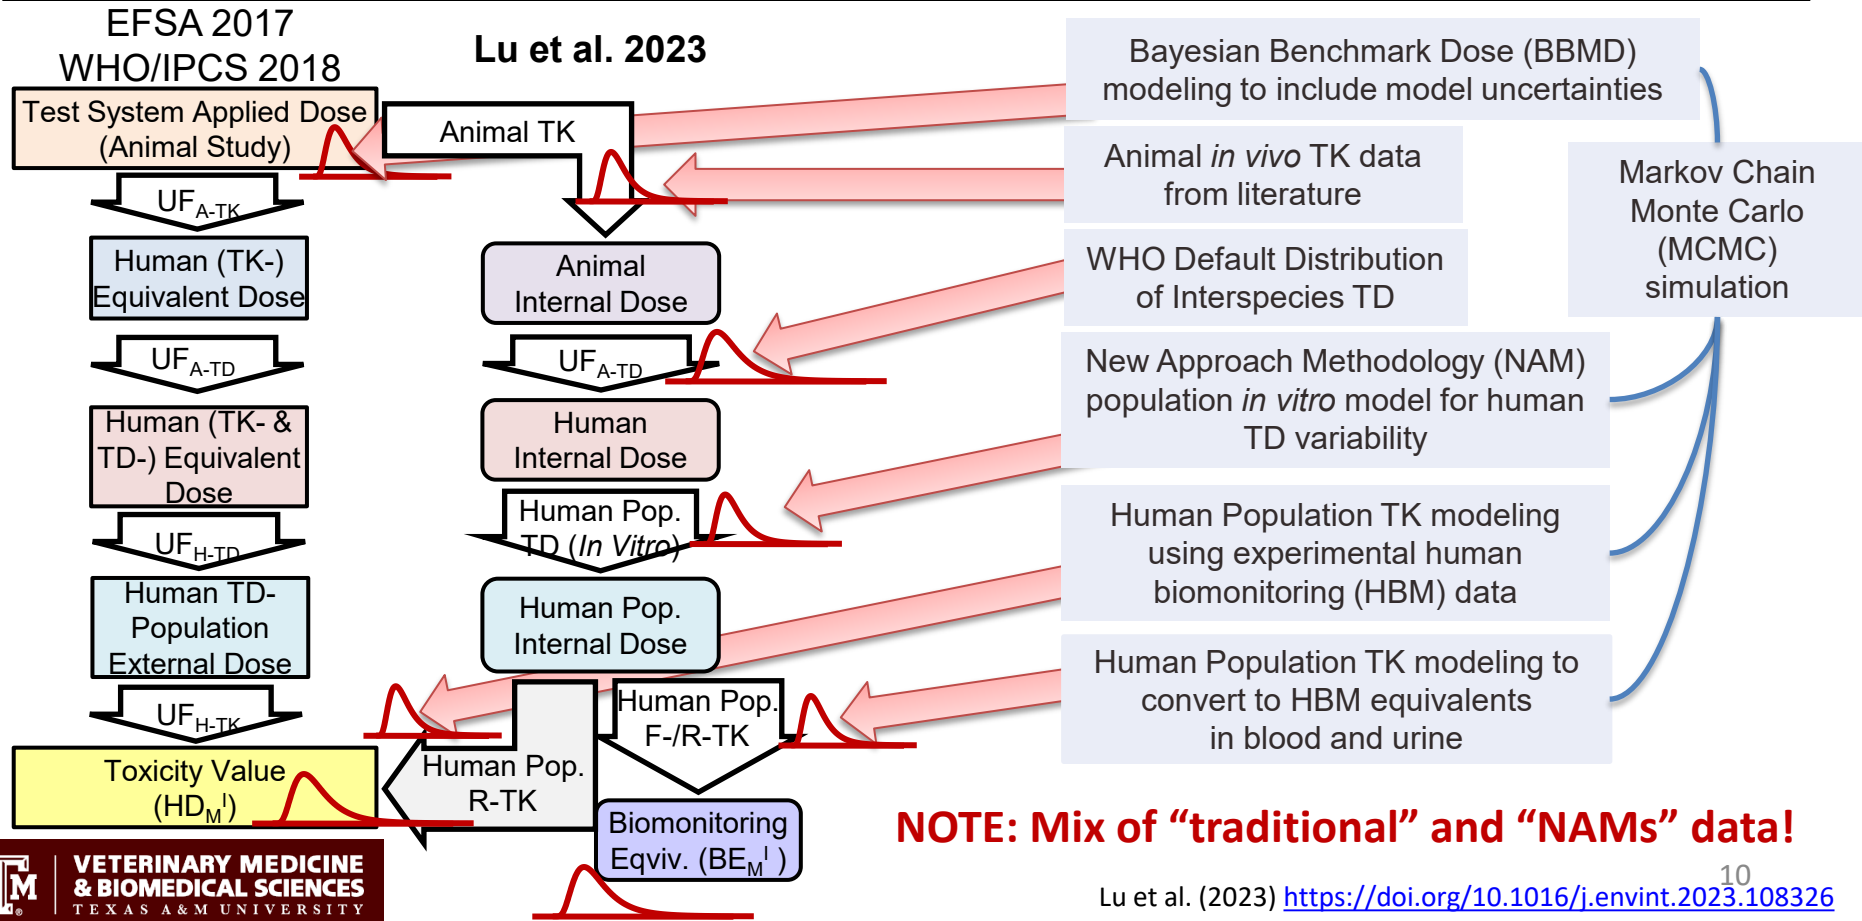 EFSA 2017
WHO/IPCS 2018
Test System Applied Dose
(Animal Study)
UFA-TK
Human (TK-)
Equivalent Dose
UFA-TD
Human (TK- &
TD-) Equivalent
Dose
UFH-TD
Human TD-
Population
External Dose
UFH-TK
Toxicity Value
(HDM^I)
Lu et al. 2023
Animal TK
Animal
Internal Dose
UFA-TD
Human
Internal Dose
Human Pop.
TD (In Vitro)
Human Pop.
Internal Dose
Human Pop.
F-/R-TK
Human Pop.
R-TK
Biomonitoring
Eqviv. (BEM^I )
Bayesian Benchmark Dose (BBMD)
modeling to include model uncertainties
Animal in vivo TK data
from literature
WHO Default Distribution
of Interspecies TD
New Approach Methodology (NAM)
population in vitro model for human
TD variability
Human Population TK modeling
using experimental human
biomonitoring (HBM) data
Human Population TK modeling to
convert to HBM equivalents
in blood and urine
Markov Chain
Monte Carlo
(MCMC)
simulation
NOTE: Mix of “traditional” and “NAMs” data!
10
Lu et al. (2023) https://doi.org/10.1016/j.envint.2023.108326
VETERINARY MEDICINE
& BIOMEDICAL SCIENCES
TEXAS A&M UNIVERSITY